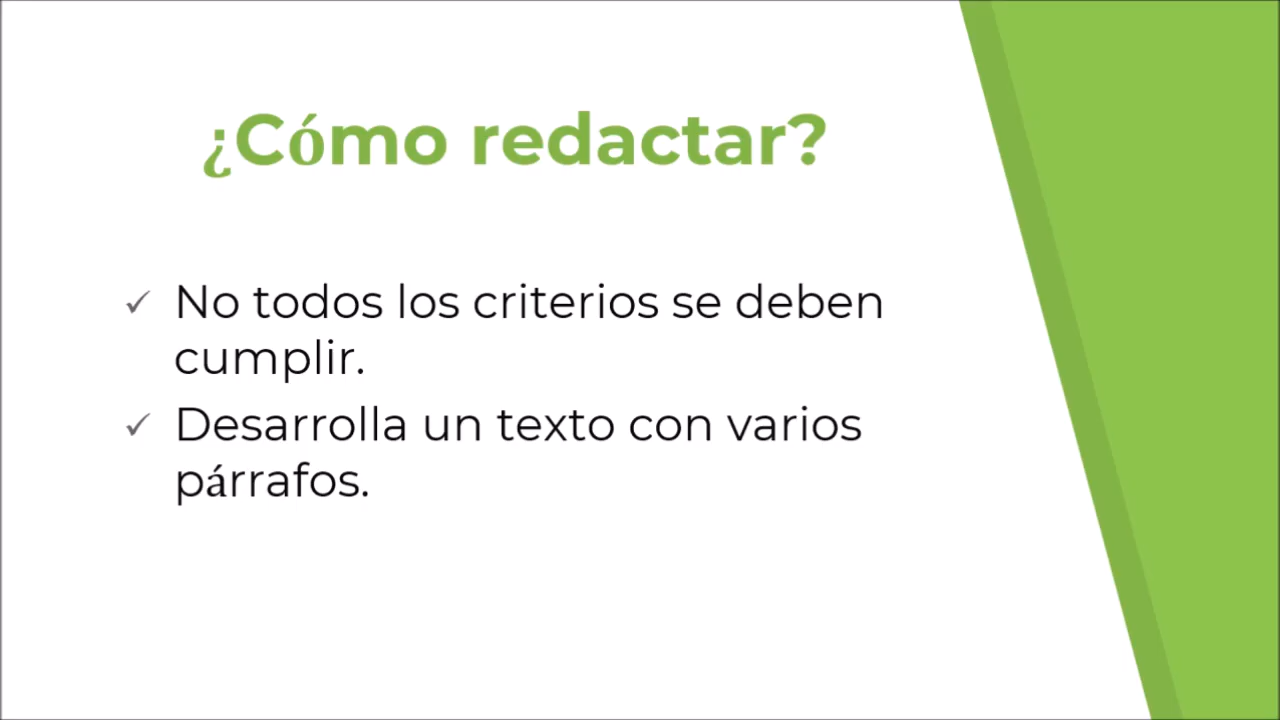 ¿Cómo redactar?
No todos los criterios se deben
cumplir.
Desarrolla un texto con varios
párrafos.